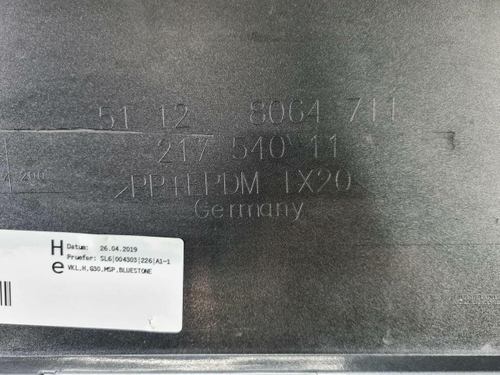 51 12 8064 711
217 540 11
>PP+EPDM TX20<
Germany
H Datum: 26.04.2019
e Pruefer: SL6|004303|226|A1-1
VKL,H,G30,MSP,BLUESTONE